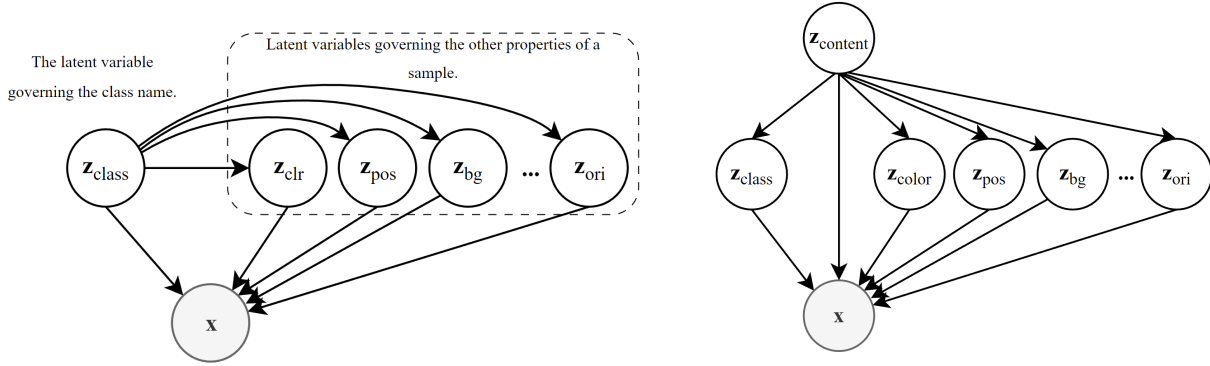 The latent variable
governing the class name.
Latent variables governing the other properties of a
sample.
z_class
z_clr
z_pos
z_bg
...
z_ori
x
z_content
z_class
z_color
z_pos
z_bg
...
z_ori
x